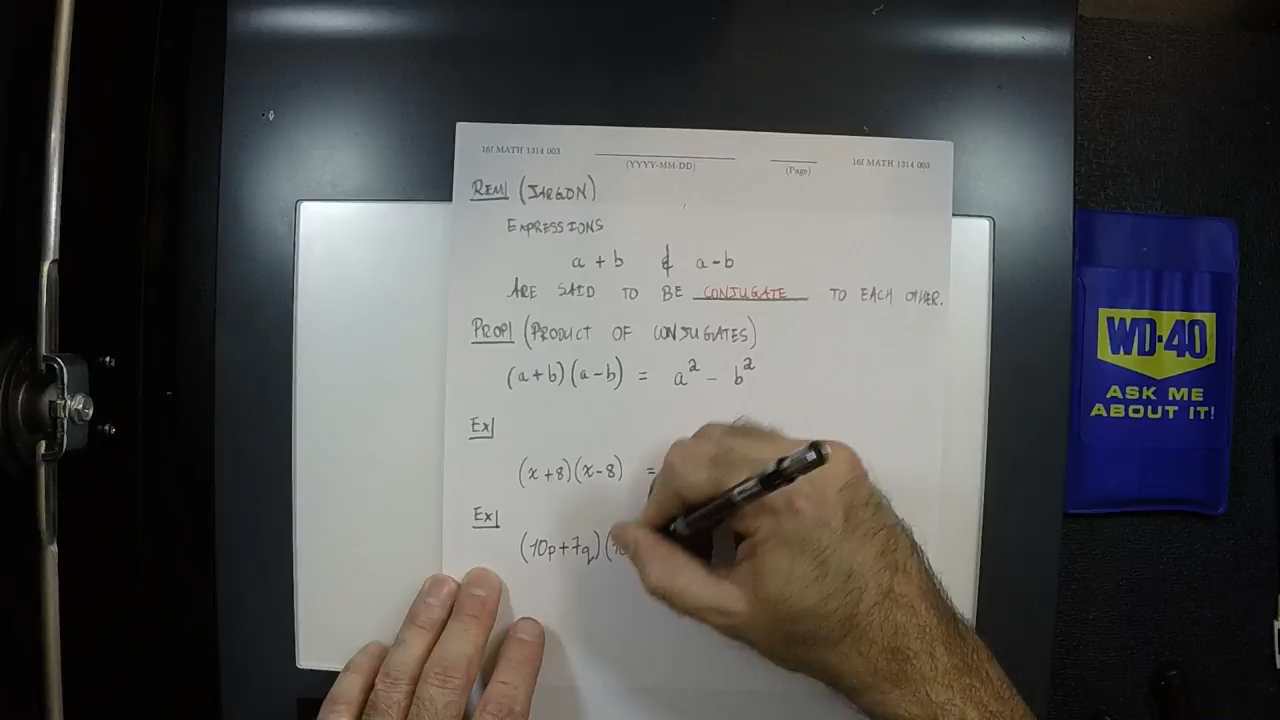 16f MATH 1314 003
(YYYY-MM-DD)
(Page)
16f MATH 1314 003
REM (JARGON)
EXPRESSIONS
a + b & a - b
ARE SAID TO BE CONJUGATE TO EACH OTHER.
PROP (PRODUCT OF CONJUGATES)
(a + b) (a - b) = a² - b²
Ex
(x + 8) (x - 8) =
Ex
(10p + 7q) (10
WD-40
ASK ME
ABOUT IT!